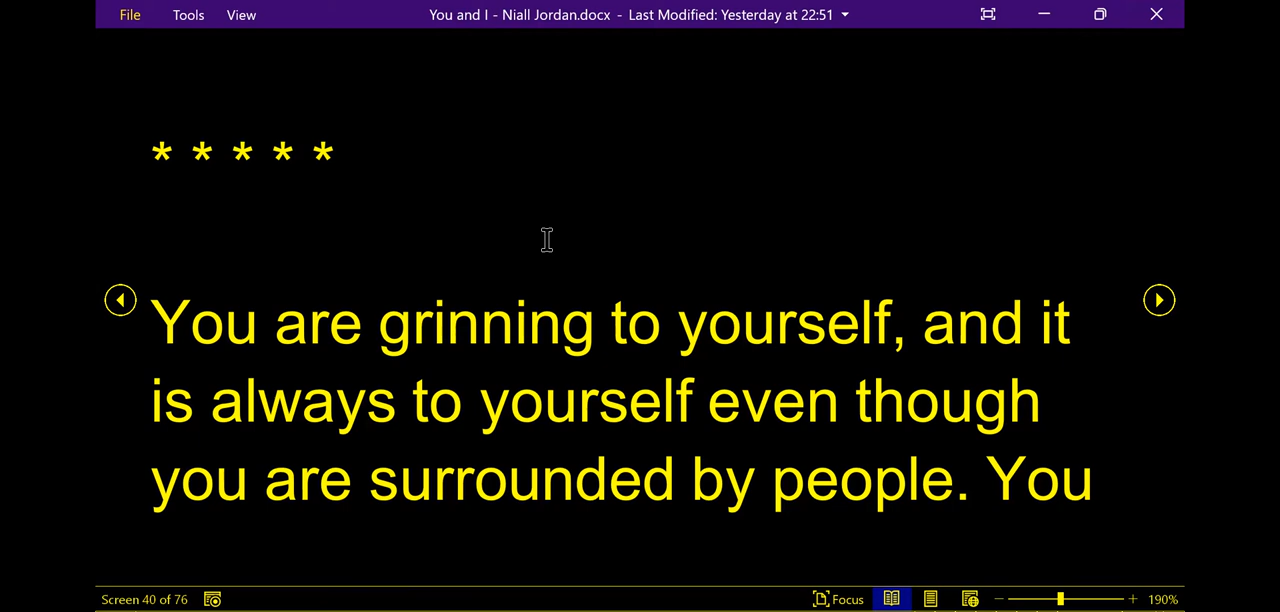 File Tools View You and I - Niall Jordan.docx - Last Modified: Yesterday at 22:51
* * * * *
You are grinning to yourself, and it
is always to yourself even though
you are surrounded by people. You
Screen 40 of 76 Focus 190%